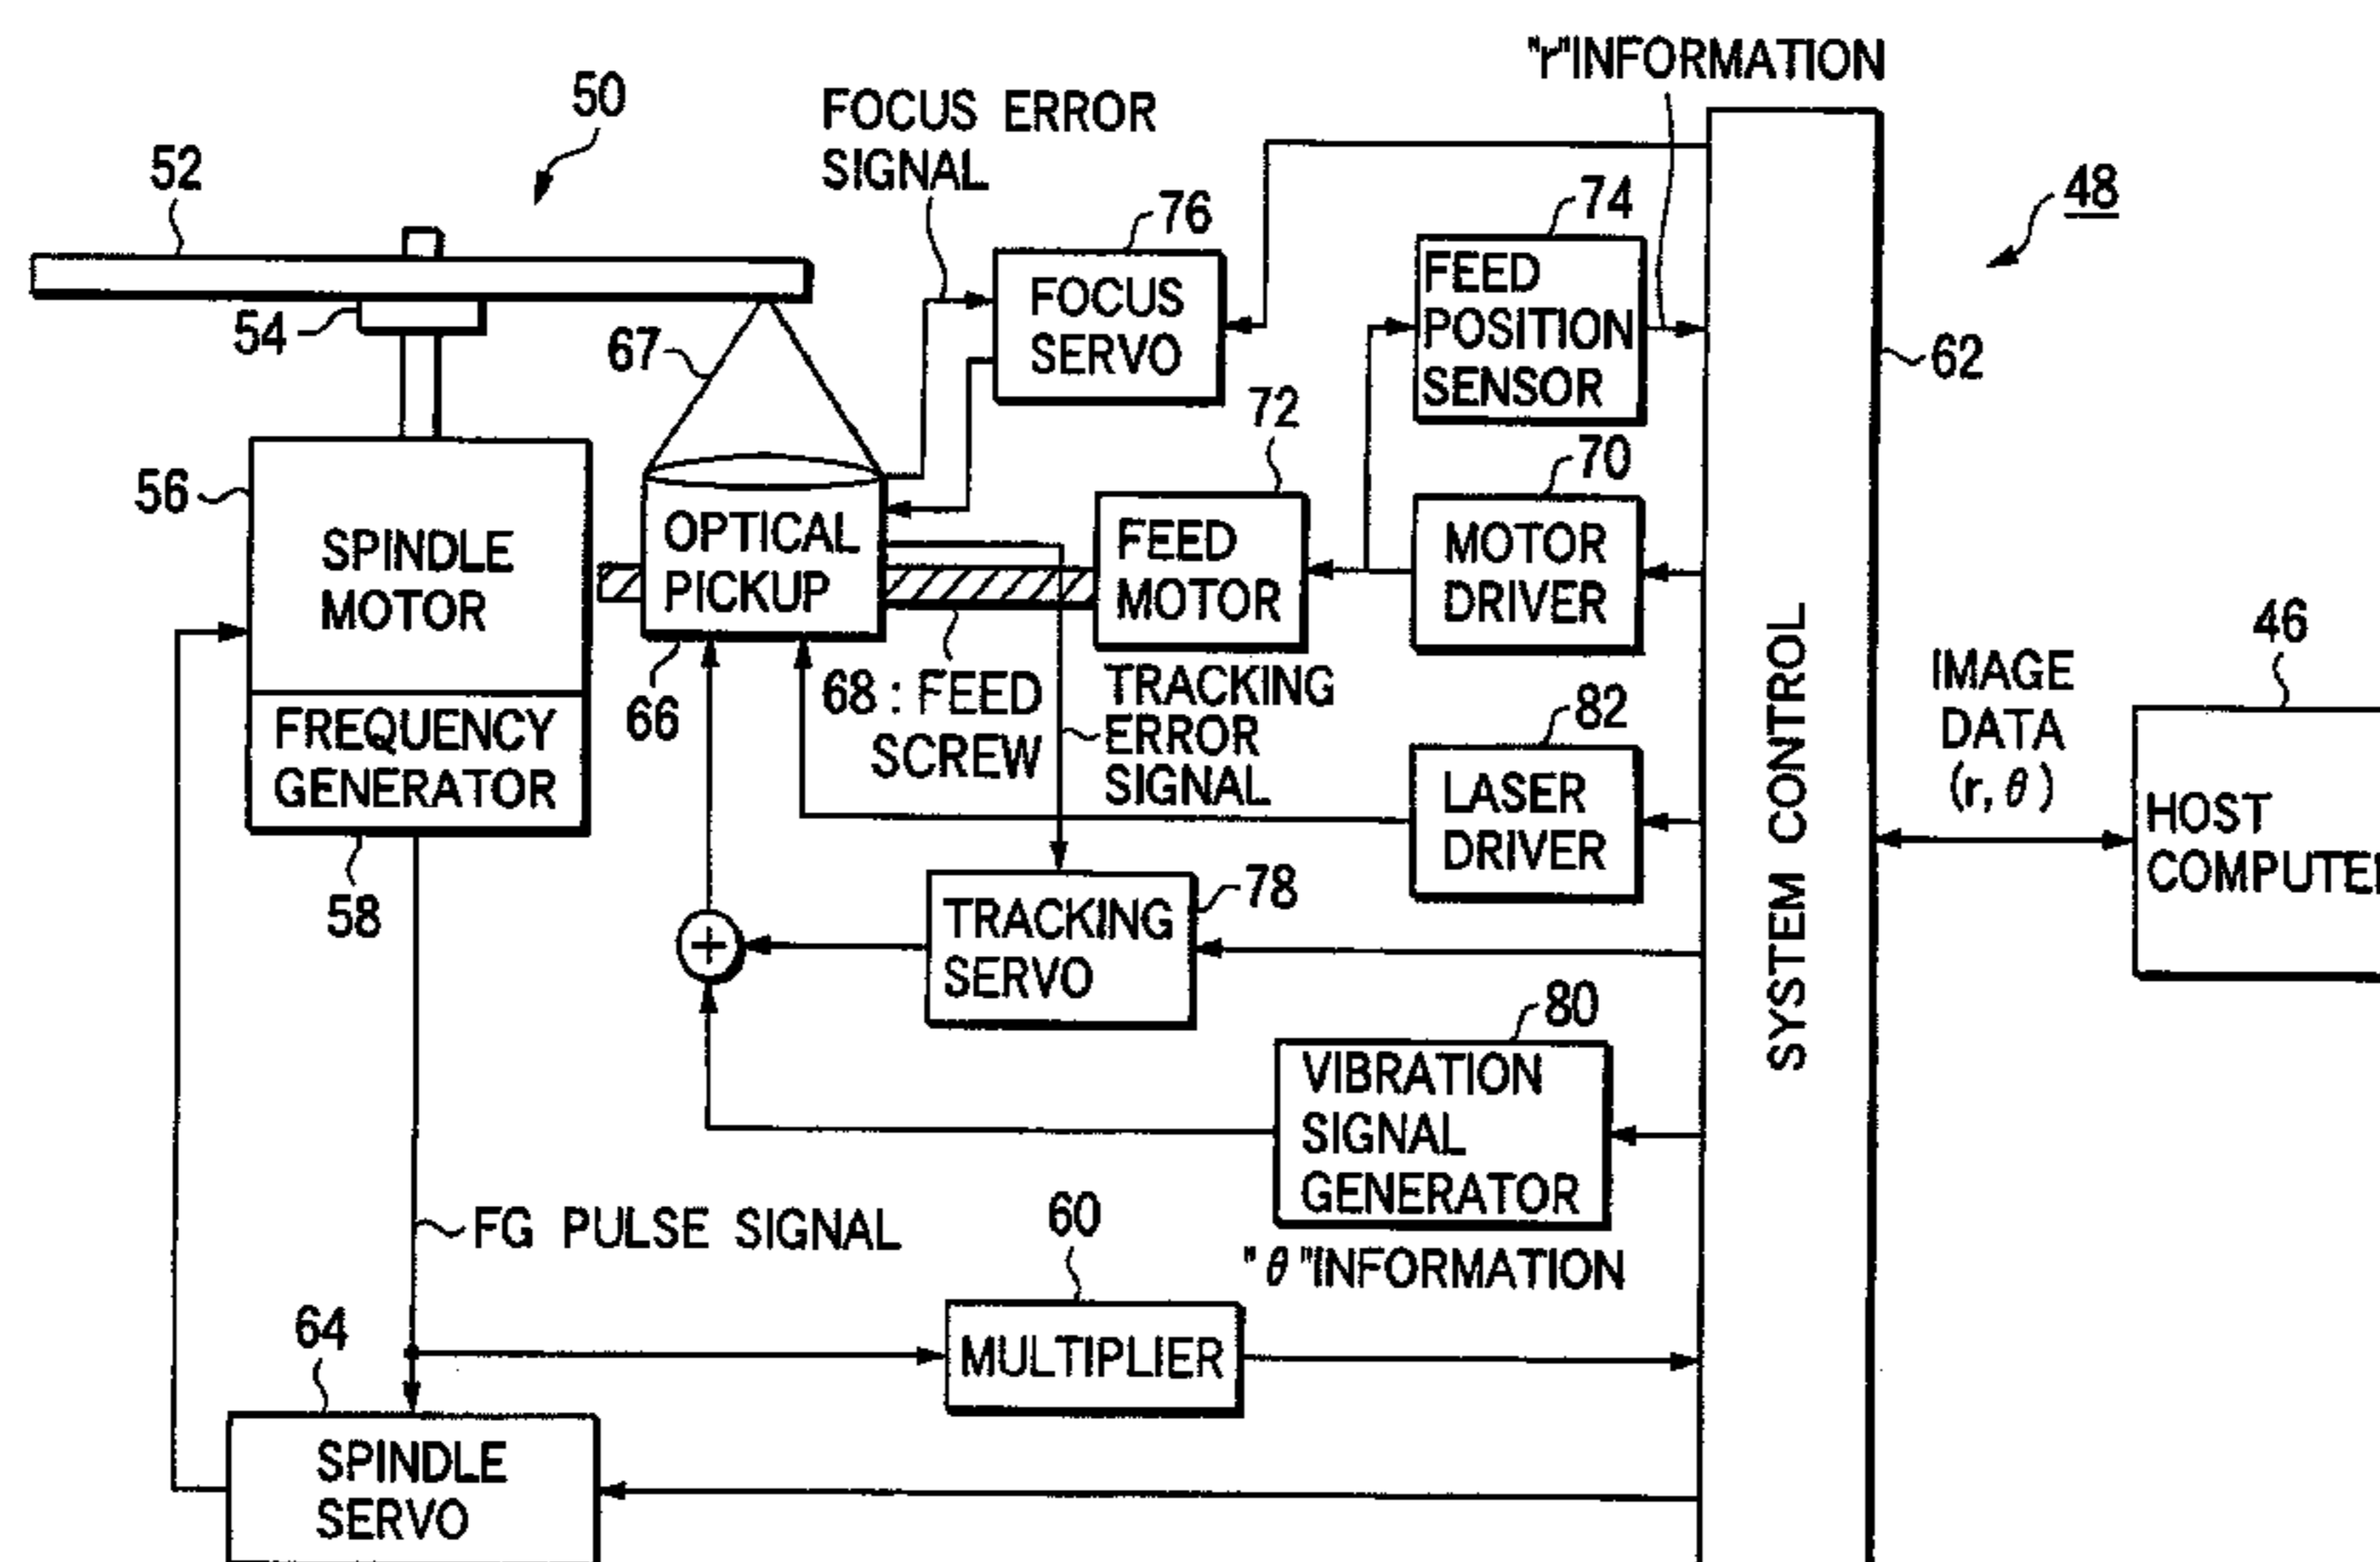 "r"INFORMATION
50
FOCUS ERROR
SIGNAL
52
76
74
48
FOCUS
SERVO
FEED
POSITION
SENSOR
54
67
62
72
70
56
SPINDLE
MOTOR
OPTICAL
PICKUP
FEED
MOTOR
MOTOR
DRIVER
46
IMAGE
DATA
(r, θ)
66
68 : FEED
SCREW
TRACKING
ERROR
SIGNAL
82
FREQUENCY
GENERATOR
LASER
DRIVER
SYSTEM CONTROL
HOST
58
78
TRACKING
SERVO
+
80
VIBRATION
SIGNAL
GENERATOR
FG PULSE SIGNAL
60
"θ"INFORMATION
64
MULTIPLIER
SPINDLE
SERVO